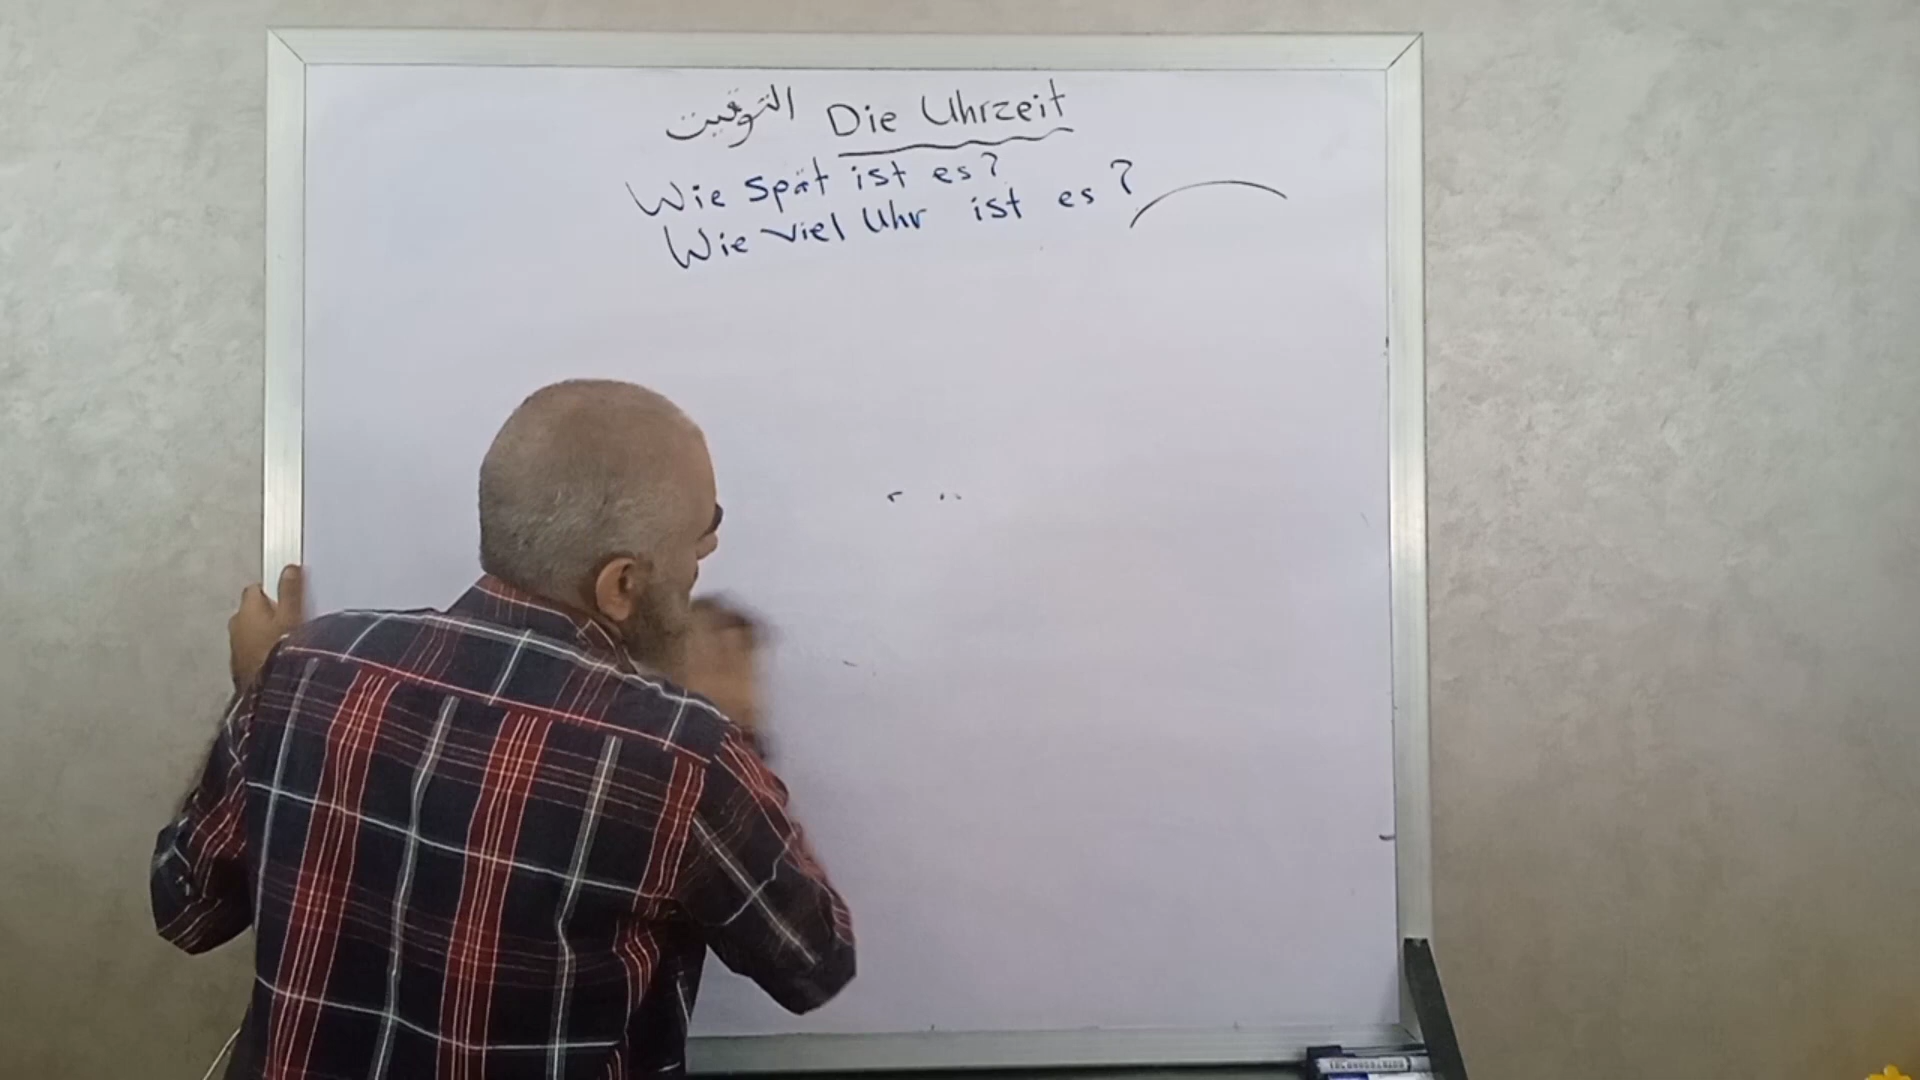 التوقيت Die Uhrzeit
Wie spät ist es?
Wie viel Uhr ist es?